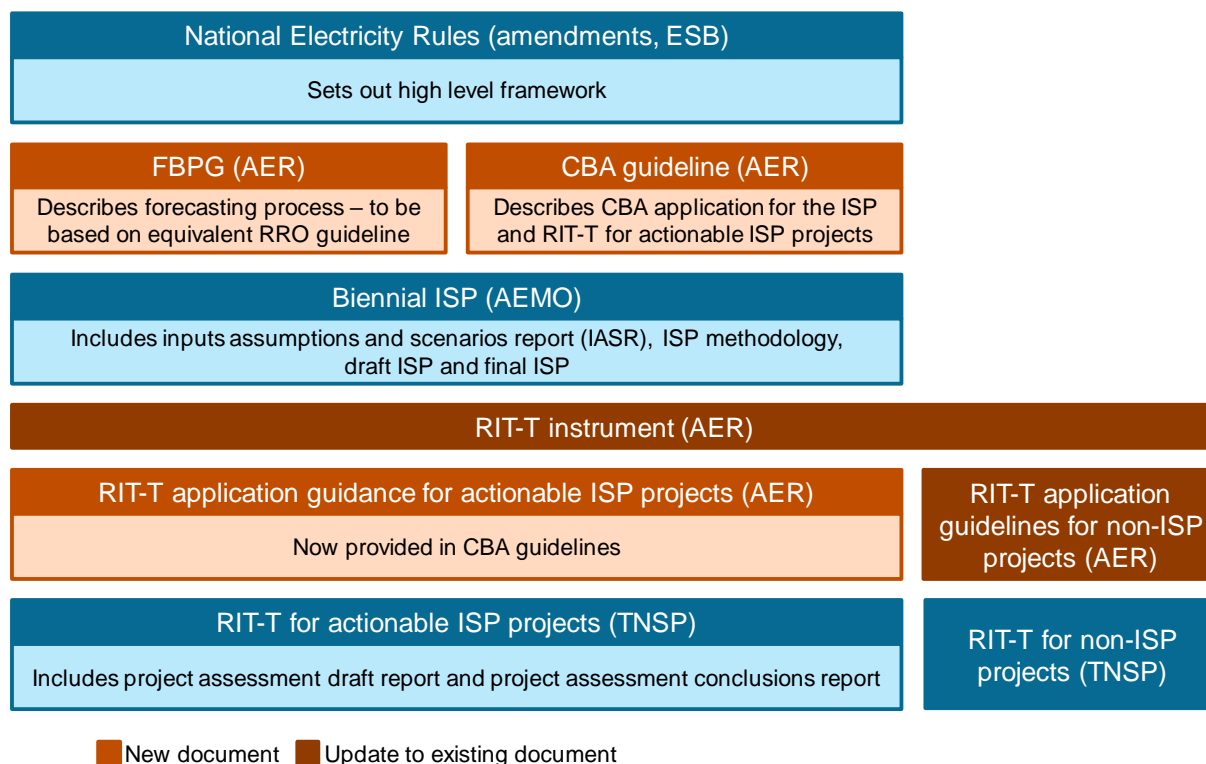 National Electricity Rules (amendments, ESB)
Sets out high level framework
FBPG (AER)
Describes forecasting process – to be
based on equivalent RRO guideline
CBA guideline (AER)
Describes CBA application for the ISP
and RIT-T for actionable ISP projects
Biennial ISP (AEMO)
Includes inputs assumptions and scenarios report (IASR), ISP methodology,
draft ISP and final ISP
RIT-T instrument (AER)
RIT-T application guidance for actionable ISP projects (AER)
Now provided in CBA guidelines
RIT-T application
guidelines for non-ISP
projects (AER)
RIT-T for actionable ISP projects (TNSP)
Includes project assessment draft report and project assessment conclusions report
RIT-T for non-ISP
projects (TNSP)
New document
Update to existing document